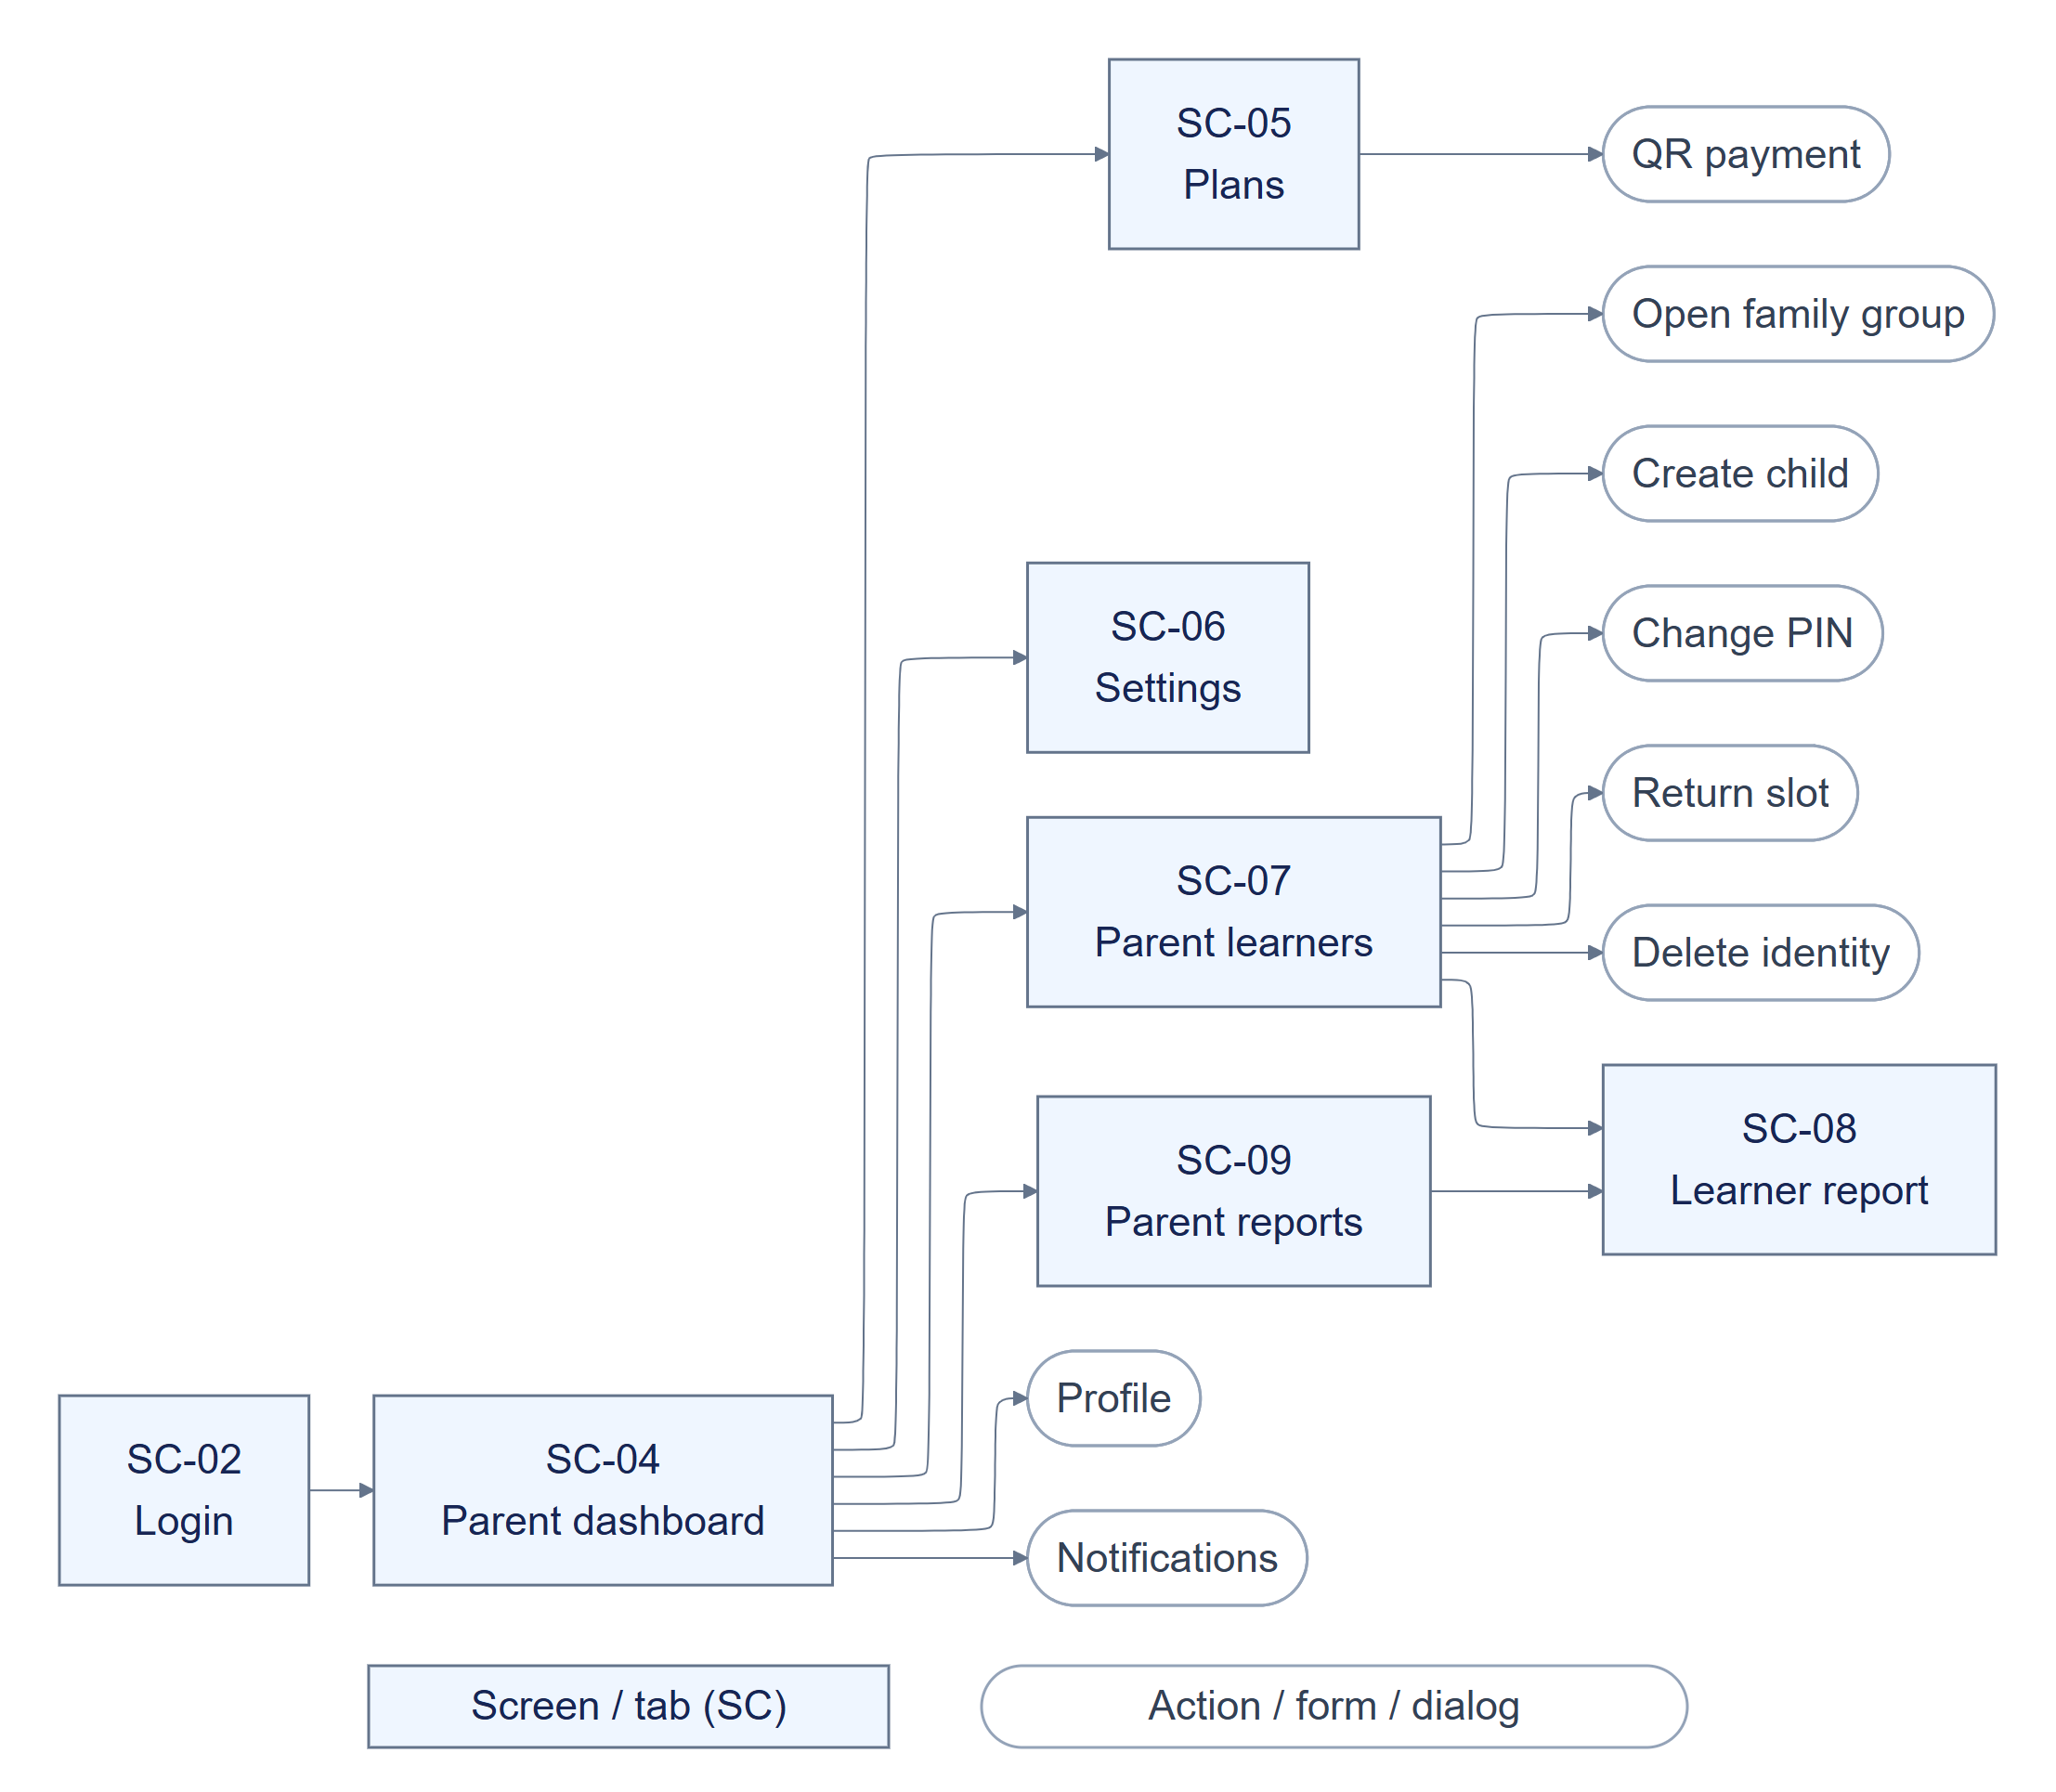 SC-05
Plans
QR payment
Open family group
Create child
Change PIN
SC-06
Settings
Return slot
SC-07
Parent learners
Delete identity
SC-08
Learner report
SC-09
Parent reports
Profile
SC-02
Login
SC-04
Parent dashboard
Notifications
Screen / tab (SC)
Action / form / dialog